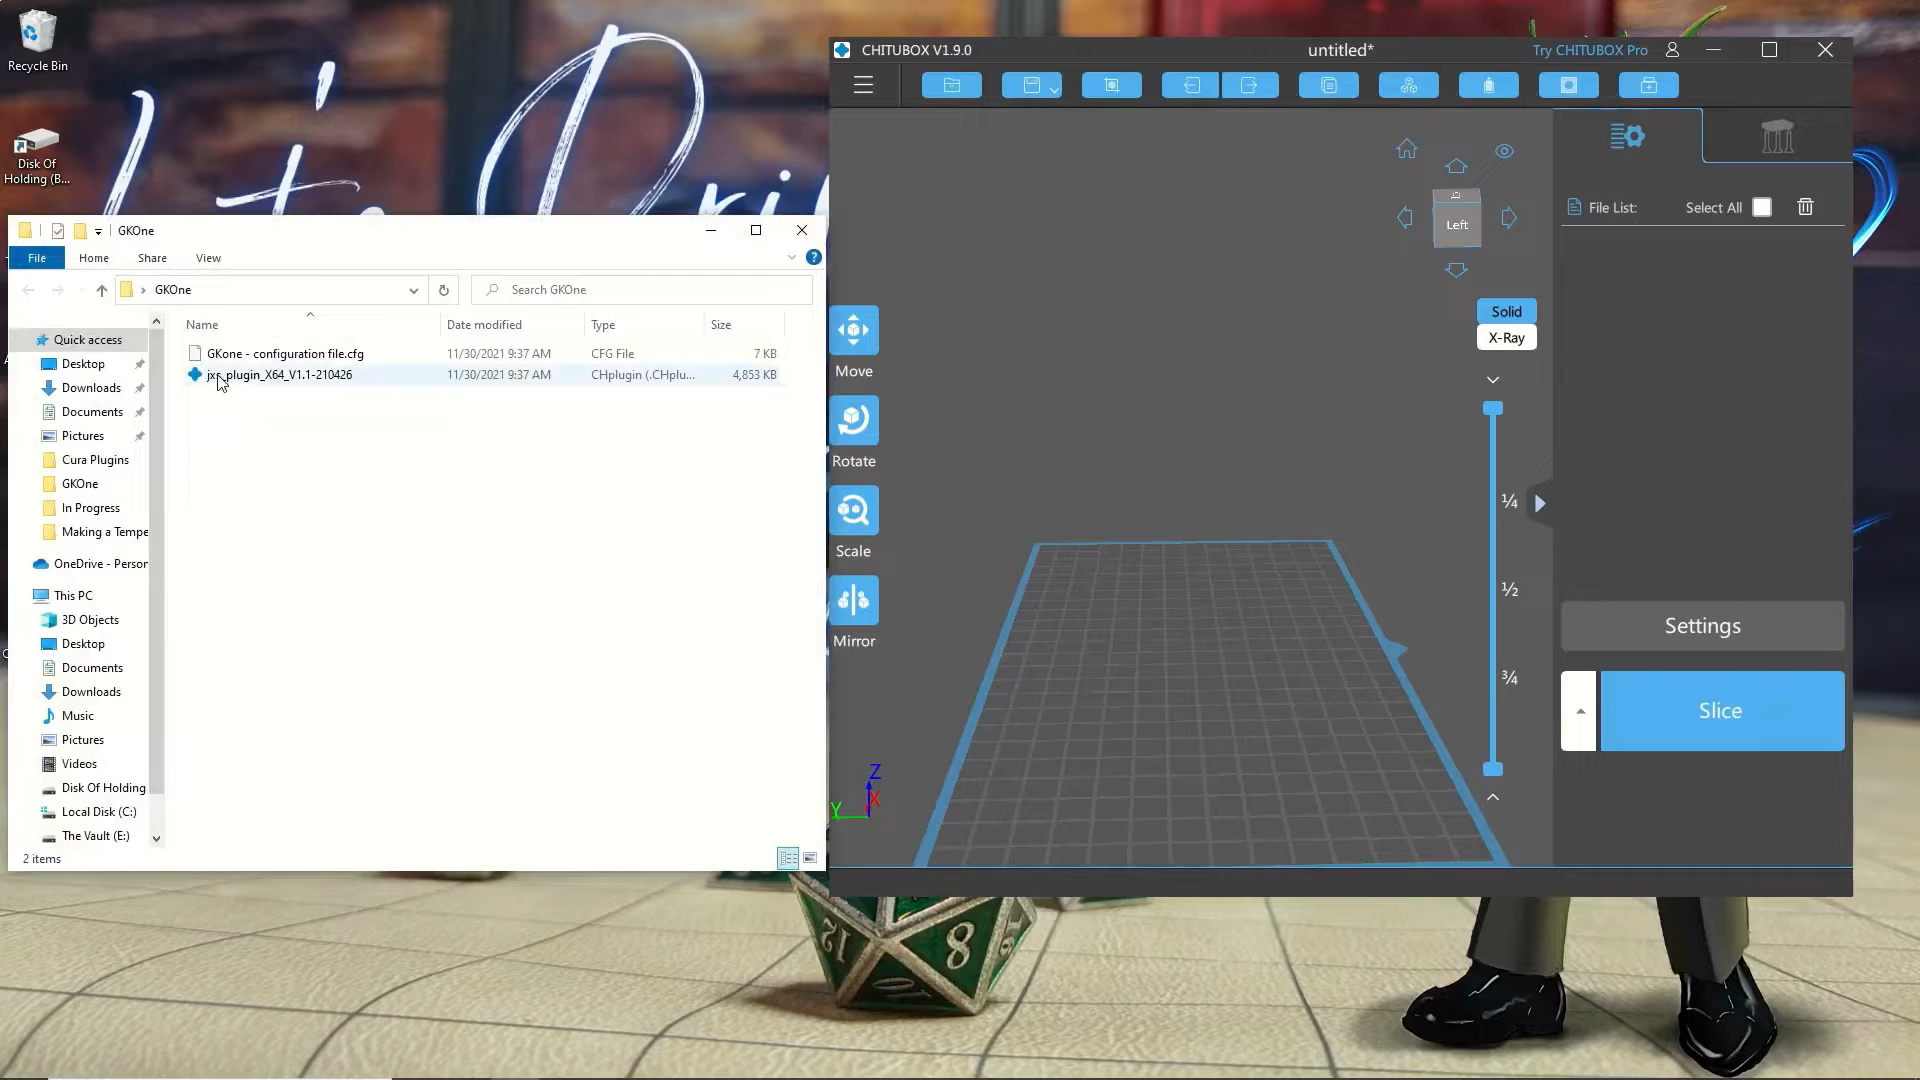 Recycle Bin
Disk Of
Holding (B...
GKOne
File
Home
Share
View
GKOne
Search GKOne
Name
Date modified
Type
Size
GKone - configuration file.cfg
11/30/2021 9:37 AM
CFG File
7 KB
jxs_plugin_X64_V1.1-210426
11/30/2021 9:37 AM
CHplugin (.CHplu...
4,853 KB
Quick access
Desktop
Downloads
Documents
Pictures
Cura Plugins
GKOne
In Progress
Making a Tempe
OneDrive - Person
This PC
3D Objects
Desktop
Documents
Downloads
Music
Pictures
Videos
Disk Of Holding
Local Disk (C:)
The Vault (E:)
2 items
CHITUBOX V1.9.0
untitled*
Try CHITUBOX Pro
Left
Solid
X-Ray
Move
Rotate
Scale
Mirror
¼
½
¾
Z
X
Y
File List:
Select All
Settings
Slice
12
8
10